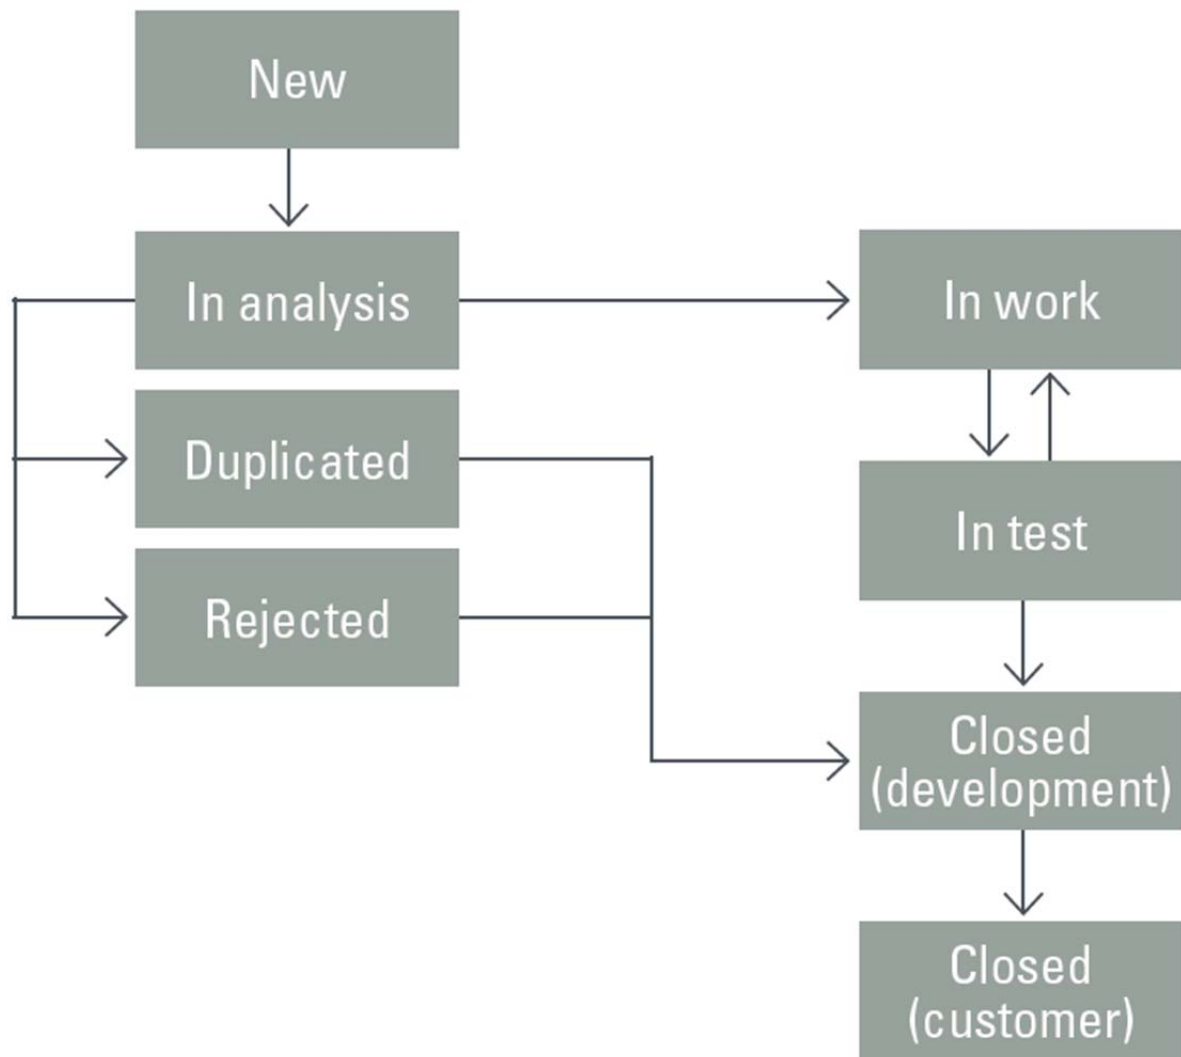 New
In analysis
In work
Duplicated
In test
Rejected
Closed
(development)
Closed
(customer)